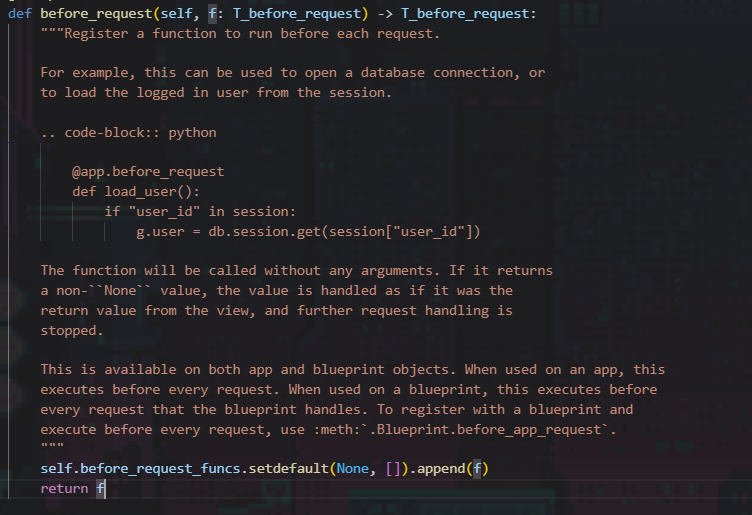 def before_request(self, f: T_before_request) -> T_before_request:
    """Register a function to run before each request.

    For example, this can be used to open a database connection, or
    to load the logged in user from the session.

    .. code-block:: python

        @app.before_request
        def load_user():
            if "user_id" in session:
                g.user = db.session.get(session["user_id"])

    The function will be called without any arguments. If it returns
    a non-``None`` value, the value is handled as if it was the
    return value from the view, and further request handling is
    stopped.

    This is available on both app and blueprint objects. When used on an app, this
    executes before every request. When used on a blueprint, this executes before
    every request that the blueprint handles. To register with a blueprint and
    execute before every request, use :meth:`.Blueprint.before_app_request`.
    """
    self.before_request_funcs.setdefault(None, []).append(f)
    return f